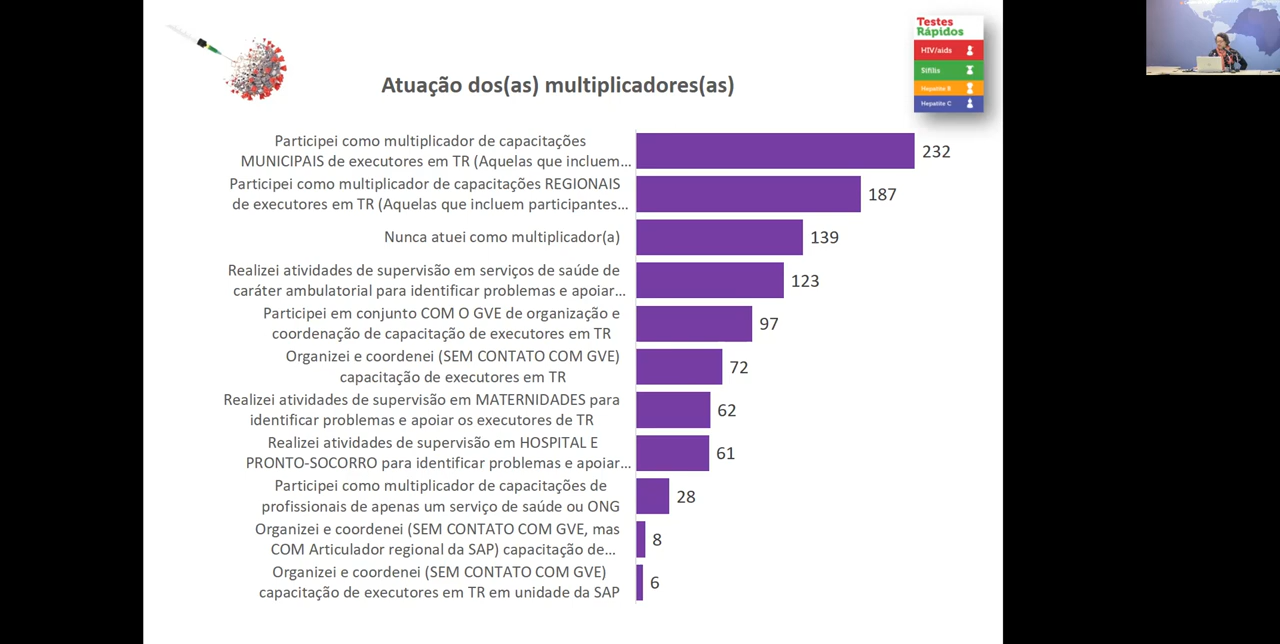 Testes
Rápidos
HIV/aids
Sífilis
Hepatite B
Hepatite C
Atuação dos(as) multiplicadores(as)
Participei como multiplicador de capacitações
MUNICIPAIS de executores em TR (Aquelas que incluem...
232
Participei como multiplicador de capacitações REGIONAIS
de executores em TR (Aquelas que incluem participantes...
187
Nunca atuei como multiplicador(a)
139
Realizei atividades de supervisão em serviços de saúde de
caráter ambulatorial para identificar problemas e apoiar...
123
Participei em conjunto COM O GVE de organização e
coordenação de capacitação de executores em TR
97
Organizei e coordenei (SEM CONTATO COM GVE)
capacitação de executores em TR
72
Realizei atividades de supervisão em MATERNIDADES para
identificar problemas e apoiar os executores de TR
62
Realizei atividades de supervisão em HOSPITAL E
PRONTO-SOCORRO para identificar problemas e apoiar...
61
Participei como multiplicador de capacitações de
profissionais de apenas um serviço de saúde ou ONG
28
Organizei e coordenei (SEM CONTATO COM GVE, mas
COM Articulador regional da SAP) capacitação de...
8
Organizei e coordenei (SEM CONTATO COM GVE)
capacitação de executores em TR em unidade da SAP
6